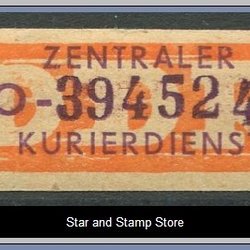 ZENTRALER
O-394524
KURIERDIENS
Star and Stamp Store